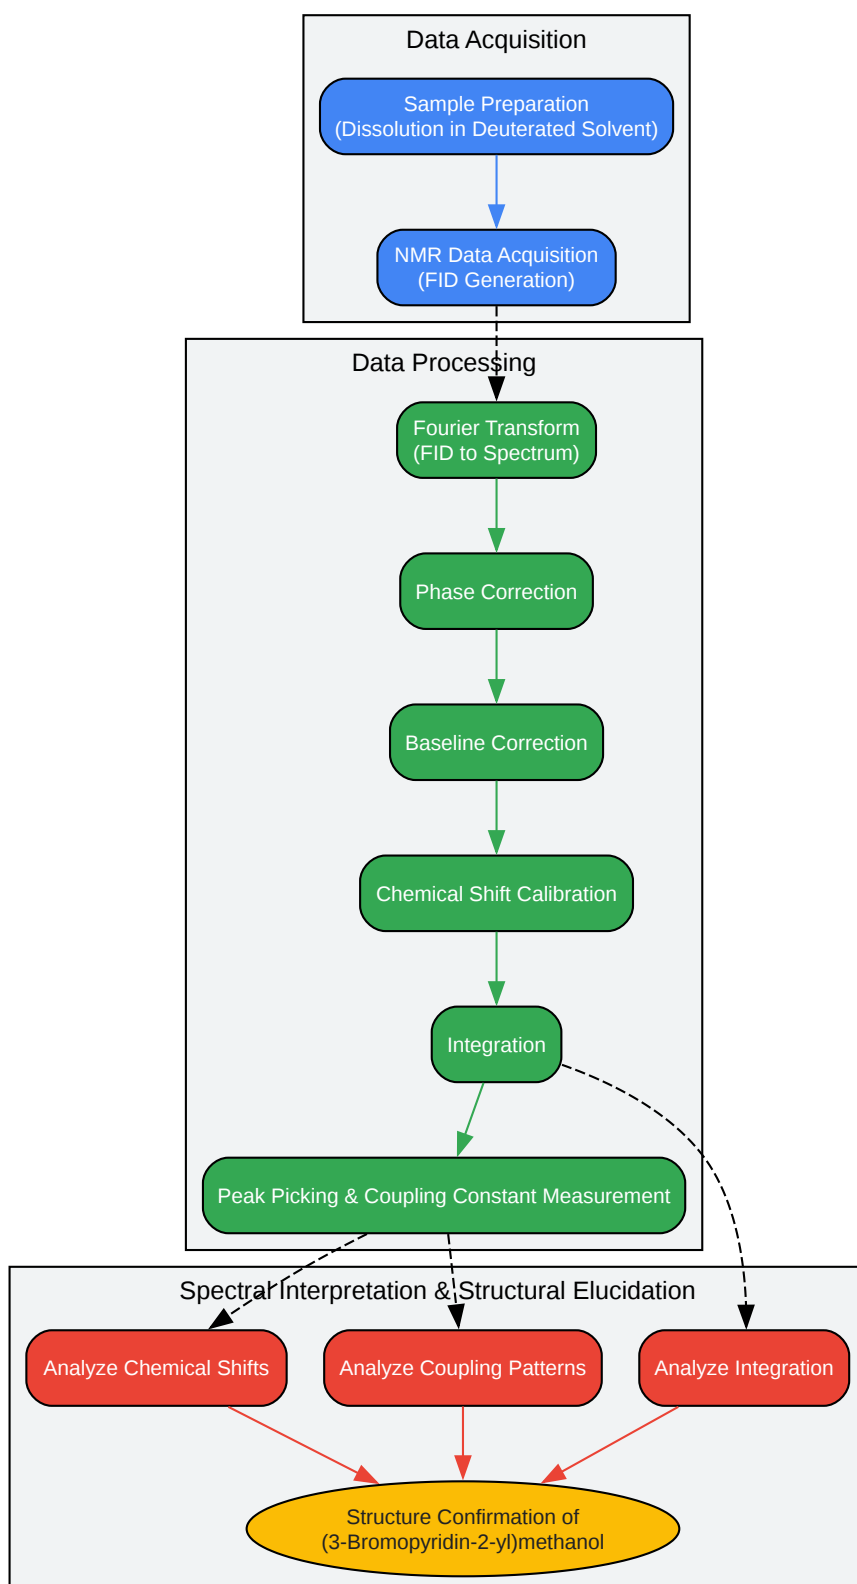 Data Acquisition
Sample Preparation
(Dissolution in Deuterated Solvent)
NMR Data Acquisition
(FID Generation)
Data Processing
Fourier Transform
(FID to Spectrum)
Phase Correction
Baseline Correction
Chemical Shift Calibration
Integration
Peak Picking & Coupling Constant Measurement
Spectral Interpretation & Structural Elucidation
Analyze Chemical Shifts
Analyze Coupling Patterns
Analyze Integration
Structure Confirmation of
(3-Bromopyridin-2-yl)methanol